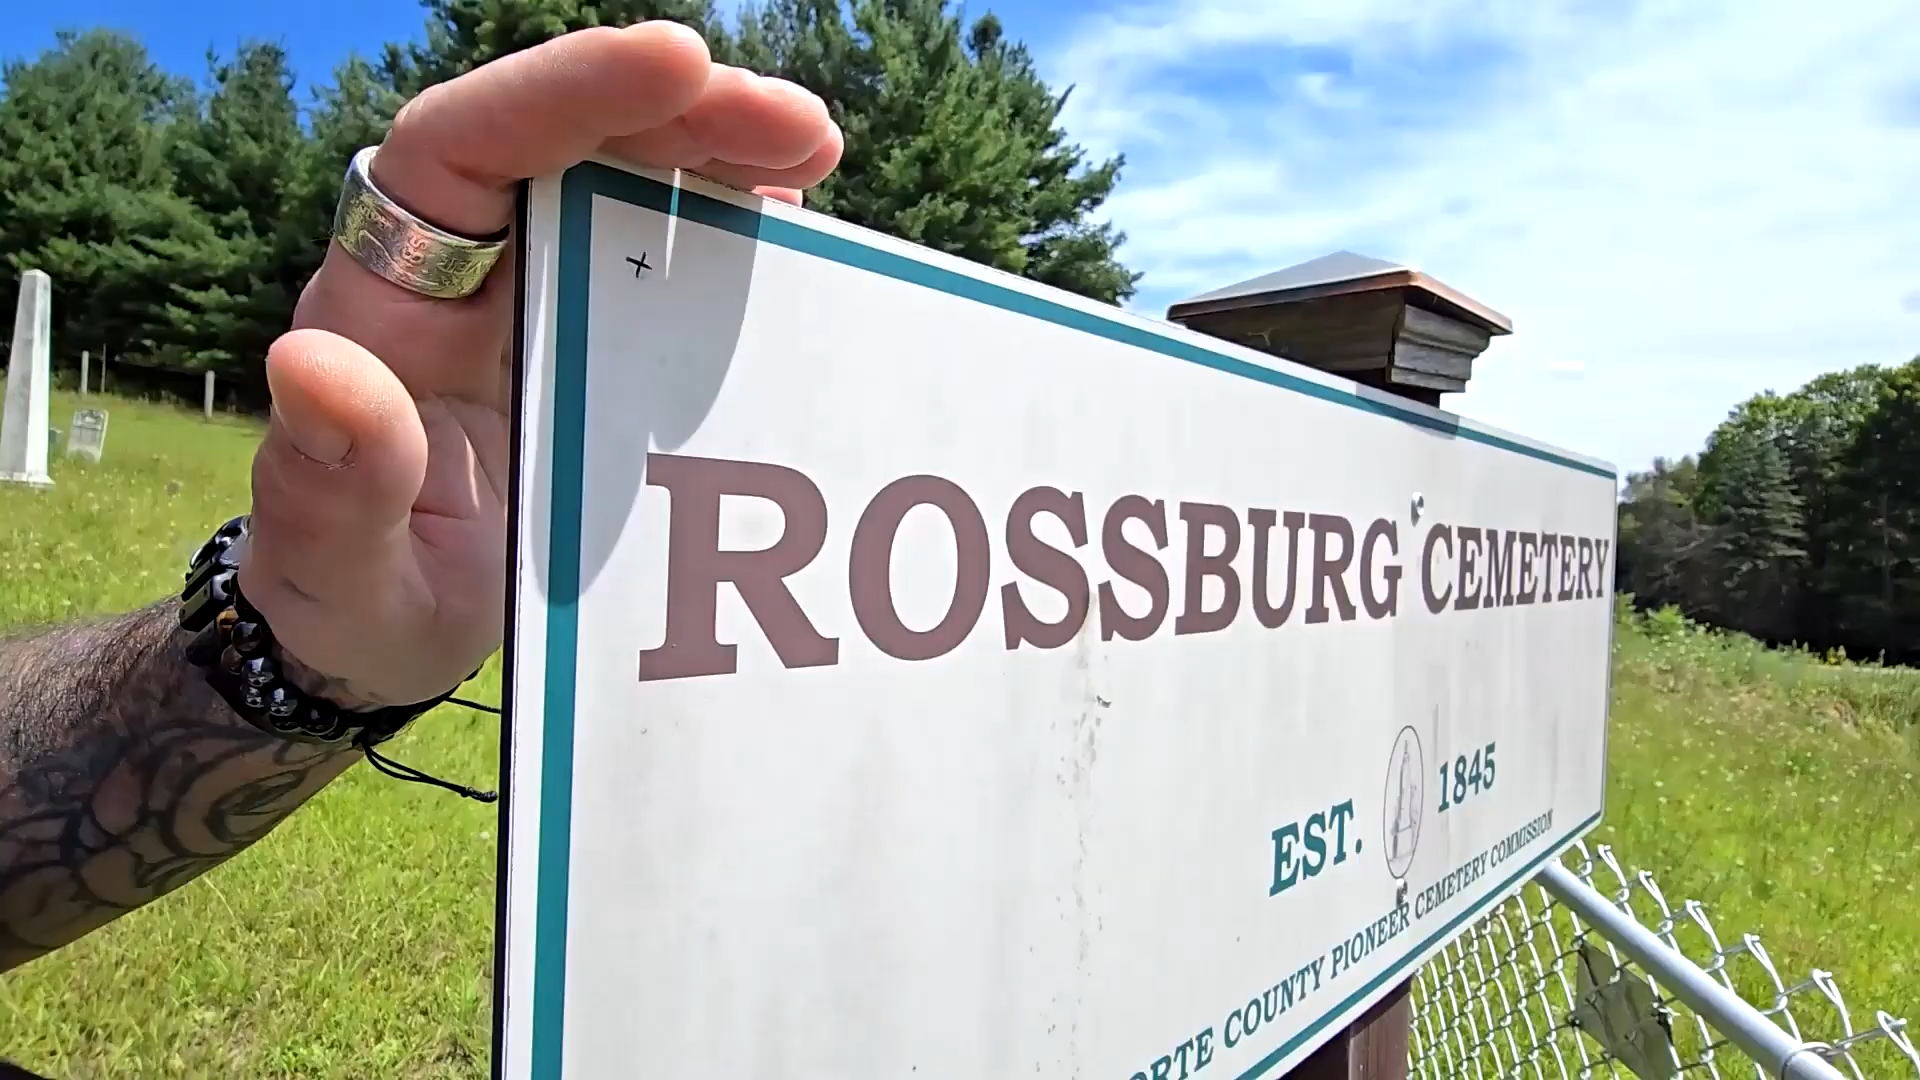 ROSSBURG CEMETERY
EST. 1845
COUNTY PIONEER CEMETERY COMMISSION